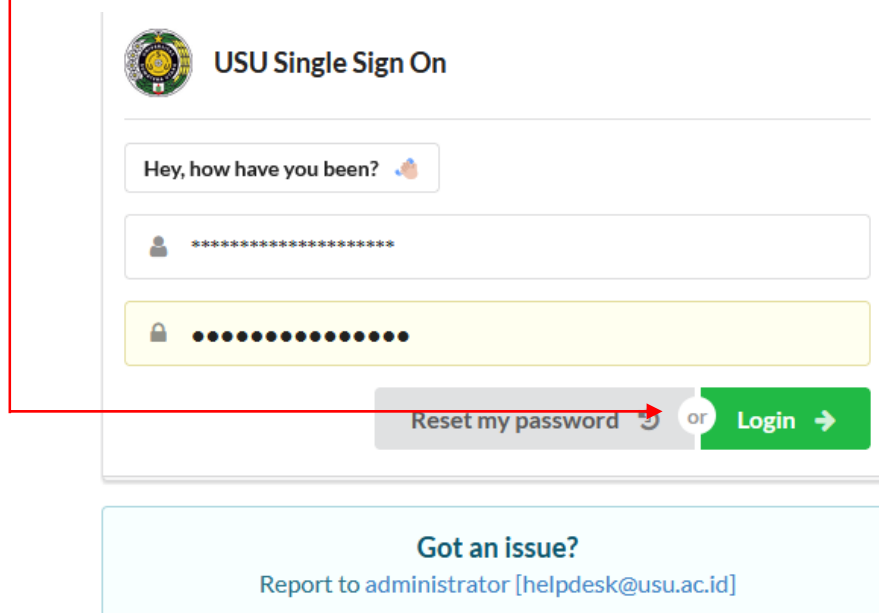 USU Single Sign On
Hey, how have you been?
*********************
●●●●●●●●●●●●●●●
Reset my password or Login
Got an issue?
Report to administrator [helpdesk@usu.ac.id]